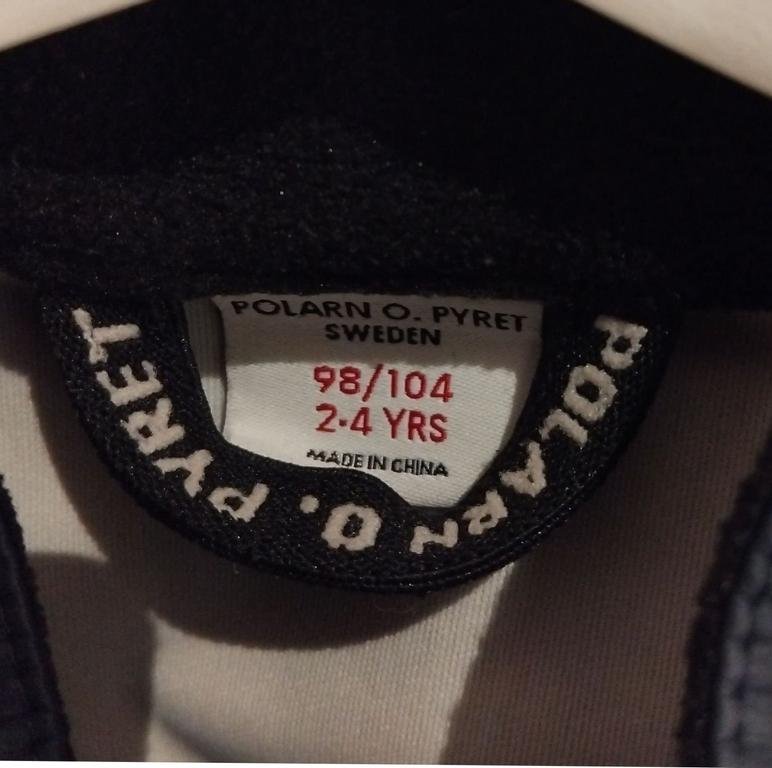 POLARN O. PYRET
SWEDEN
98/104
2-4 YRS
MADE IN CHINA
POLARN O. PYRET